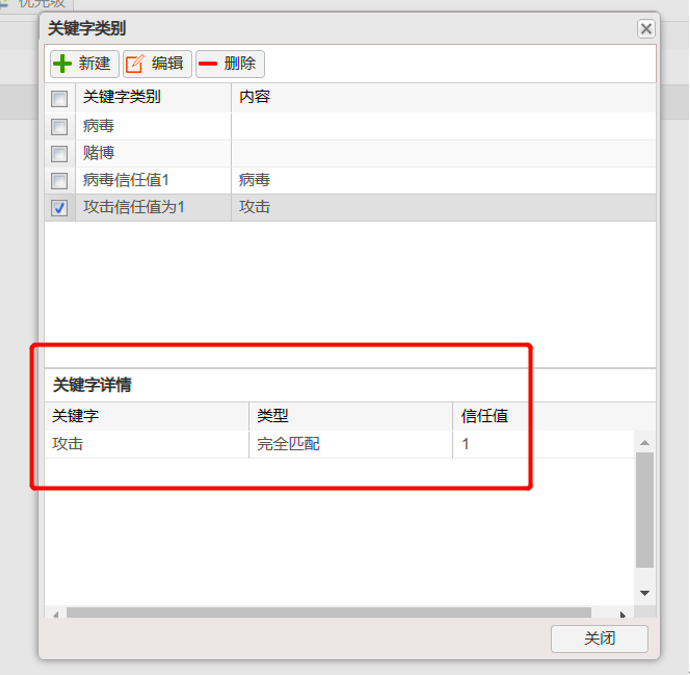 优先级
关键字类别
新建 编辑 删除
关键字类别 内容
病毒
赌博
病毒信任值1 病毒
攻击信任值为1 攻击
关键字详情
关键字 类型 信任值
攻击 完全匹配 1
关闭